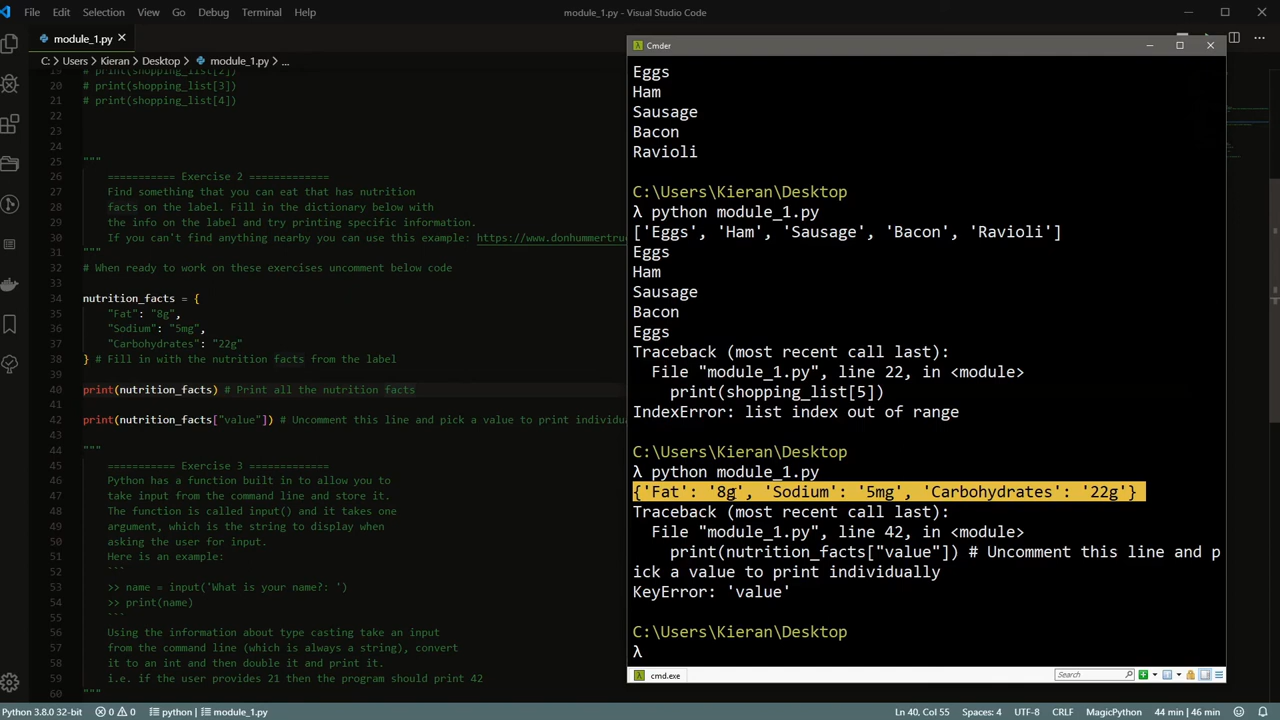 File Edit Selection View Go Debug Terminal Help
module_1.py - Visual Studio Code
module_1.py
C: > Users > Kieran > Desktop > module_1.py > ...
19 # print(shopping_list[2])
20 # print(shopping_list[3])
21 # print(shopping_list[4])
22
23
24
25 """
26 =========== Exercise 2 =============
27 Find something that you can eat that has nutrition
28 facts on the label. Fill in the dictionary below with
29 the info on the label and try printing specific information.
30 If you can't find anything nearby you can use this example: https://www.donhummertruc
31 """
32 # When ready to work on these exercises uncomment below code
33
34 nutrition_facts = {
35 "Fat": "8g",
36 "Sodium": "5mg",
37 "Carbohydrates": "22g"
38 } # Fill in with the nutrition facts from the label
39
40 print(nutrition_facts) # Print all the nutrition facts
41
42 print(nutrition_facts["value"]) # Uncomment this line and pick a value to print individua
43
44 """
45 =========== Exercise 3 =============
46 Python has a function built in to allow you to
47 take input from the command line and store it.
48 The function is called input() and it takes one
49 argument, which is the string to display when
50 asking the user for input.
51 Here is an example:
52 ```
53 >> name = input('What is your name?: ')
54 >> print(name)
55 ```
56 Using the information about type casting take an input
57 from the command line (which is always a string), convert
58 it to an int and then double it and print it.
59 i.e. if the user provides 21 then the program should print 42
60 """
Cmder
Eggs
Ham
Sausage
Bacon
Ravioli
C:\Users\Kieran\Desktop
λ python module_1.py
['Eggs', 'Ham', 'Sausage', 'Bacon', 'Ravioli']
Eggs
Ham
Sausage
Bacon
Eggs
Traceback (most recent call last):
File "module_1.py", line 22, in <module>
print(shopping_list[5])
IndexError: list index out of range
C:\Users\Kieran\Desktop
λ python module_1.py
{'Fat': '8g', 'Sodium': '5mg', 'Carbohydrates': '22g'}
Traceback (most recent call last):
File "module_1.py", line 42, in <module>
print(nutrition_facts["value"]) # Uncomment this line and p
ick a value to print individually
KeyError: 'value'
C:\Users\Kieran\Desktop
λ
cmd.exe
Search
Python 3.8.0 32-bit 0 0 python | module_1.py Ln 40, Col 55 Spaces: 4 UTF-8 CRLF MagicPython 44 min | 46 min